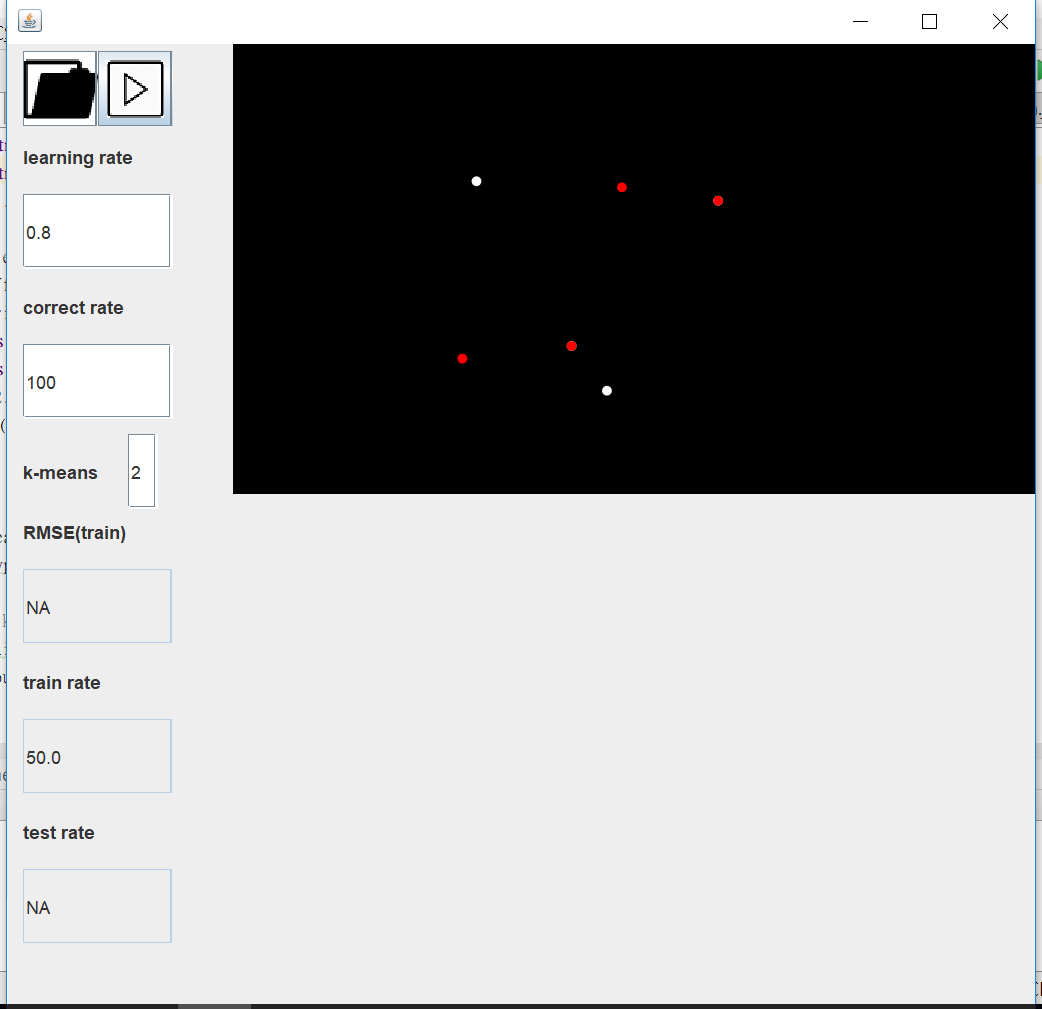 learning rate
0.8
correct rate
100
k-means 2
RMSE(train)
NA
train rate
50.0
test rate
NA